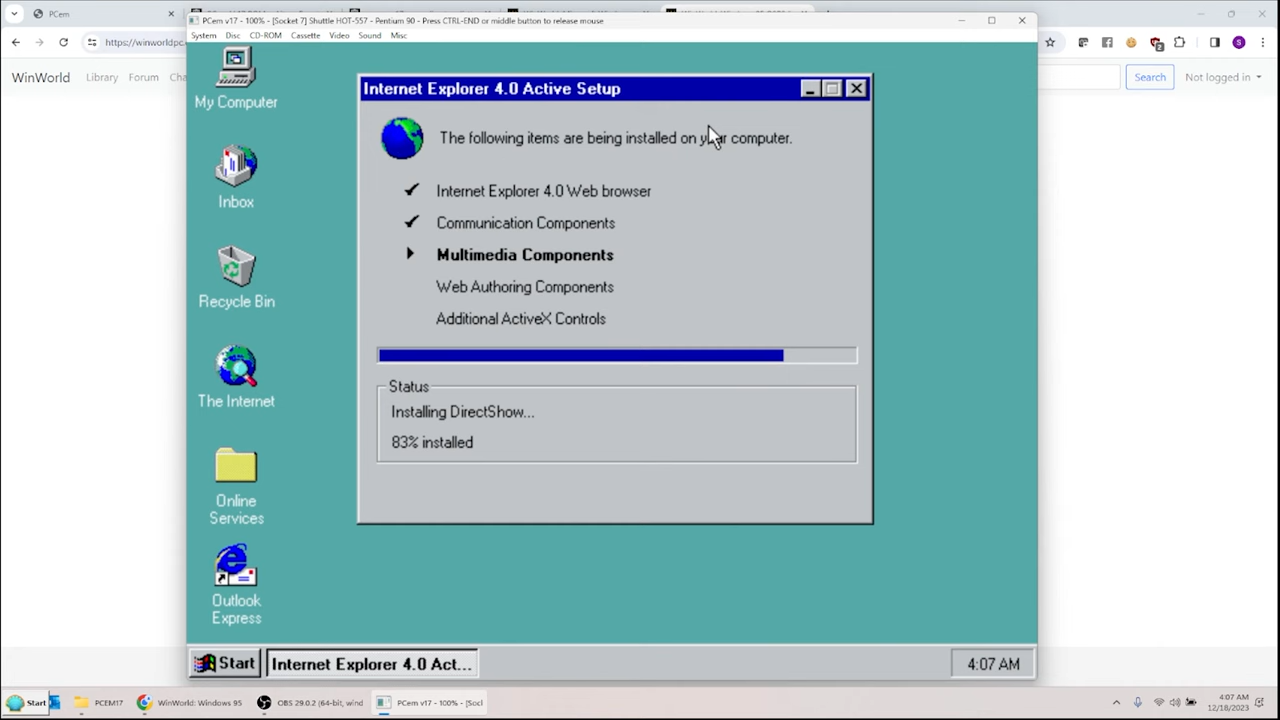 PCem
PCem v17 - 100% - [Socket 7] Shuttle HOT-557 - Pentium 90 - Press CTRL-END or middle button to release mouse
https://winworldpc.
System Disc CD-ROM Cassette Video Sound Misc
WinWorld Library Forum Cha
Search Not logged in
My Computer
Inbox
Recycle Bin
The Internet
Online
Services
Outlook
Express
Internet Explorer 4.0 Active Setup
The following items are being installed on your computer.
Internet Explorer 4.0 Web browser
Communication Components
Multimedia Components
Web Authoring Components
Additional ActiveX Controls
Status
Installing DirectShow...
83% installed
Start Internet Explorer 4.0 Act... 4:07 AM
Start PCEM17 WinWorld: Windows 95 OBS 29.0.2 (64-bit, wind PCem v17 - 100% - [Socl 4:07 AM
12/18/2023